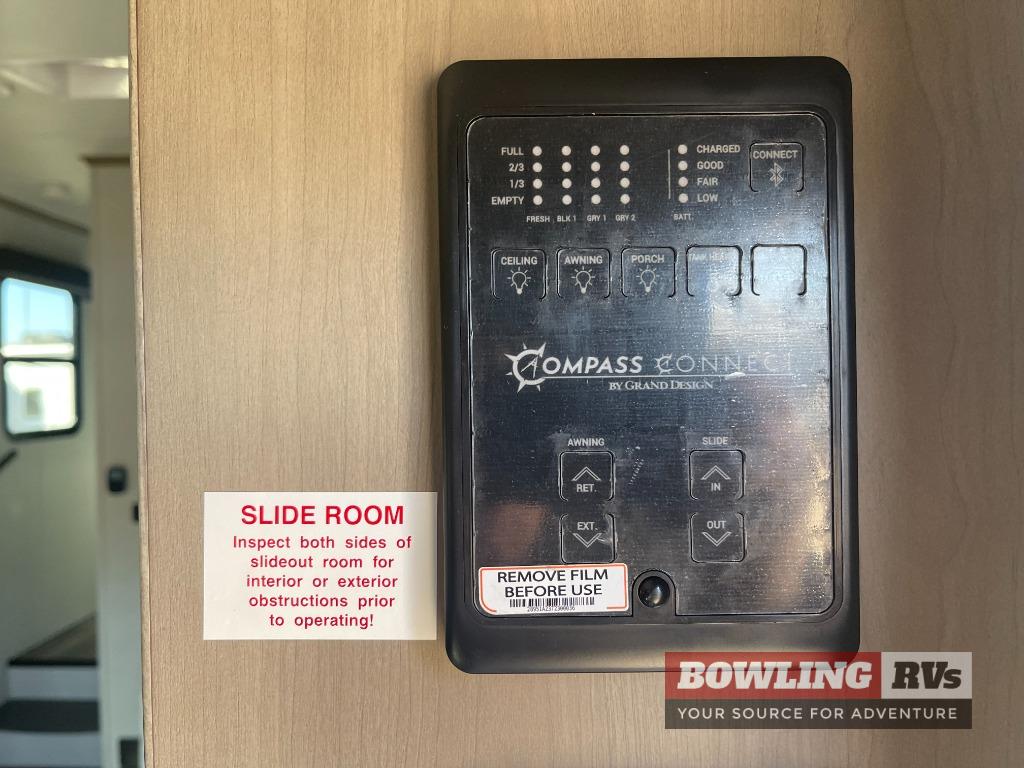 FULL
2/3
1/3
EMPTY
FRESH BLK 1 GRY 1 GRY 2
CHARGED
GOOD
FAIR
LOW
BATT.
CONNECT
CEILING AWNING PORCH TANK HEAT
COMPASS CONNECT
BY GRAND DESIGN
AWNING SLIDE
RET. IN
EXT. OUT
SLIDE ROOM
Inspect both sides of
slideout room for
interior or exterior
obstructions prior
to operating!
REMOVE FILM
BEFORE USE
BOWLING RVs
YOUR SOURCE FOR ADVENTURE